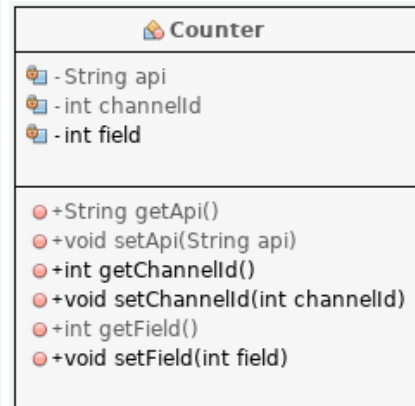 Counter
- String api
- int channelId
- int field
+String getApi()
+void setApi(String api)
+int getChannelId()
+void setChannelId(int channelId)
+int getField()
+void setField(int field)